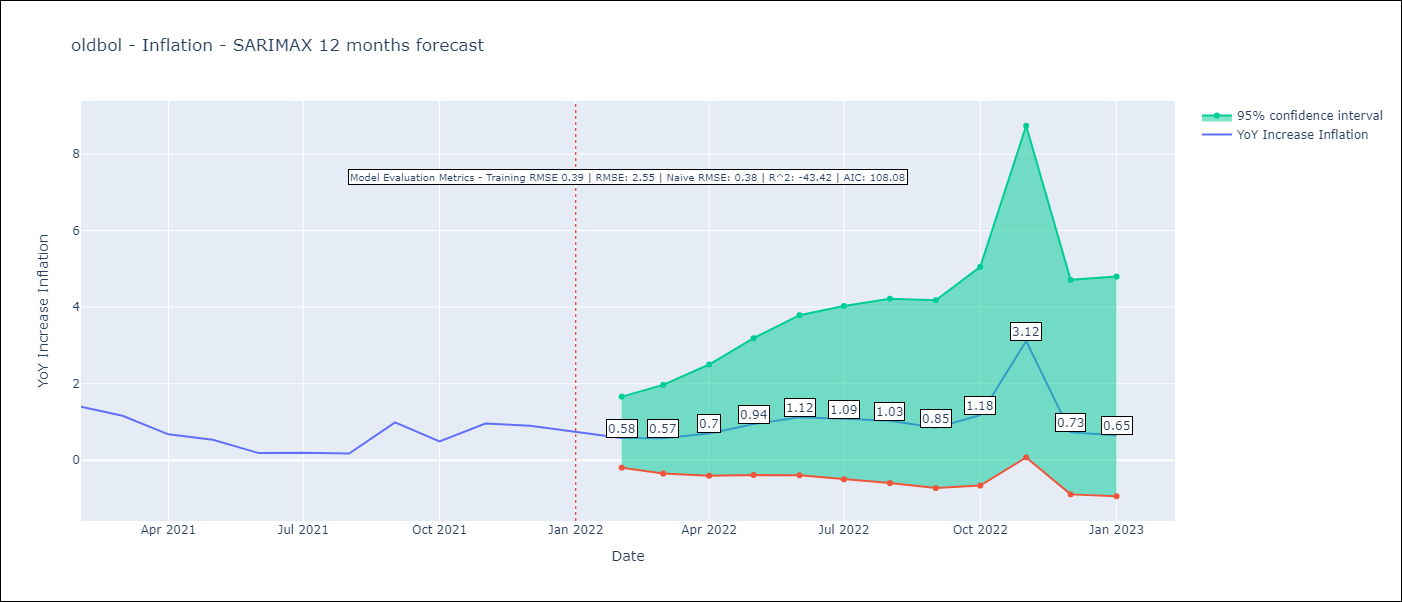 oldbol - Inflation - SARIMAX 12 months forecast
95% confidence interval
YoY Increase Inflation
Model Evaluation Metrics - Training RMSE 0.39 | RMSE: 2.55 | Naive RMSE: 0.38 | R^2: -43.42 | AIC: 108.08
YoY Increase Inflation
8
6
4
2
0
0.58
0.57
0.7
0.94
1.12
1.09
1.03
0.85
1.18
3.12
0.73
0.65
Apr 2021
Jul 2021
Oct 2021
Jan 2022
Apr 2022
Jul 2022
Oct 2022
Jan 2023
Date